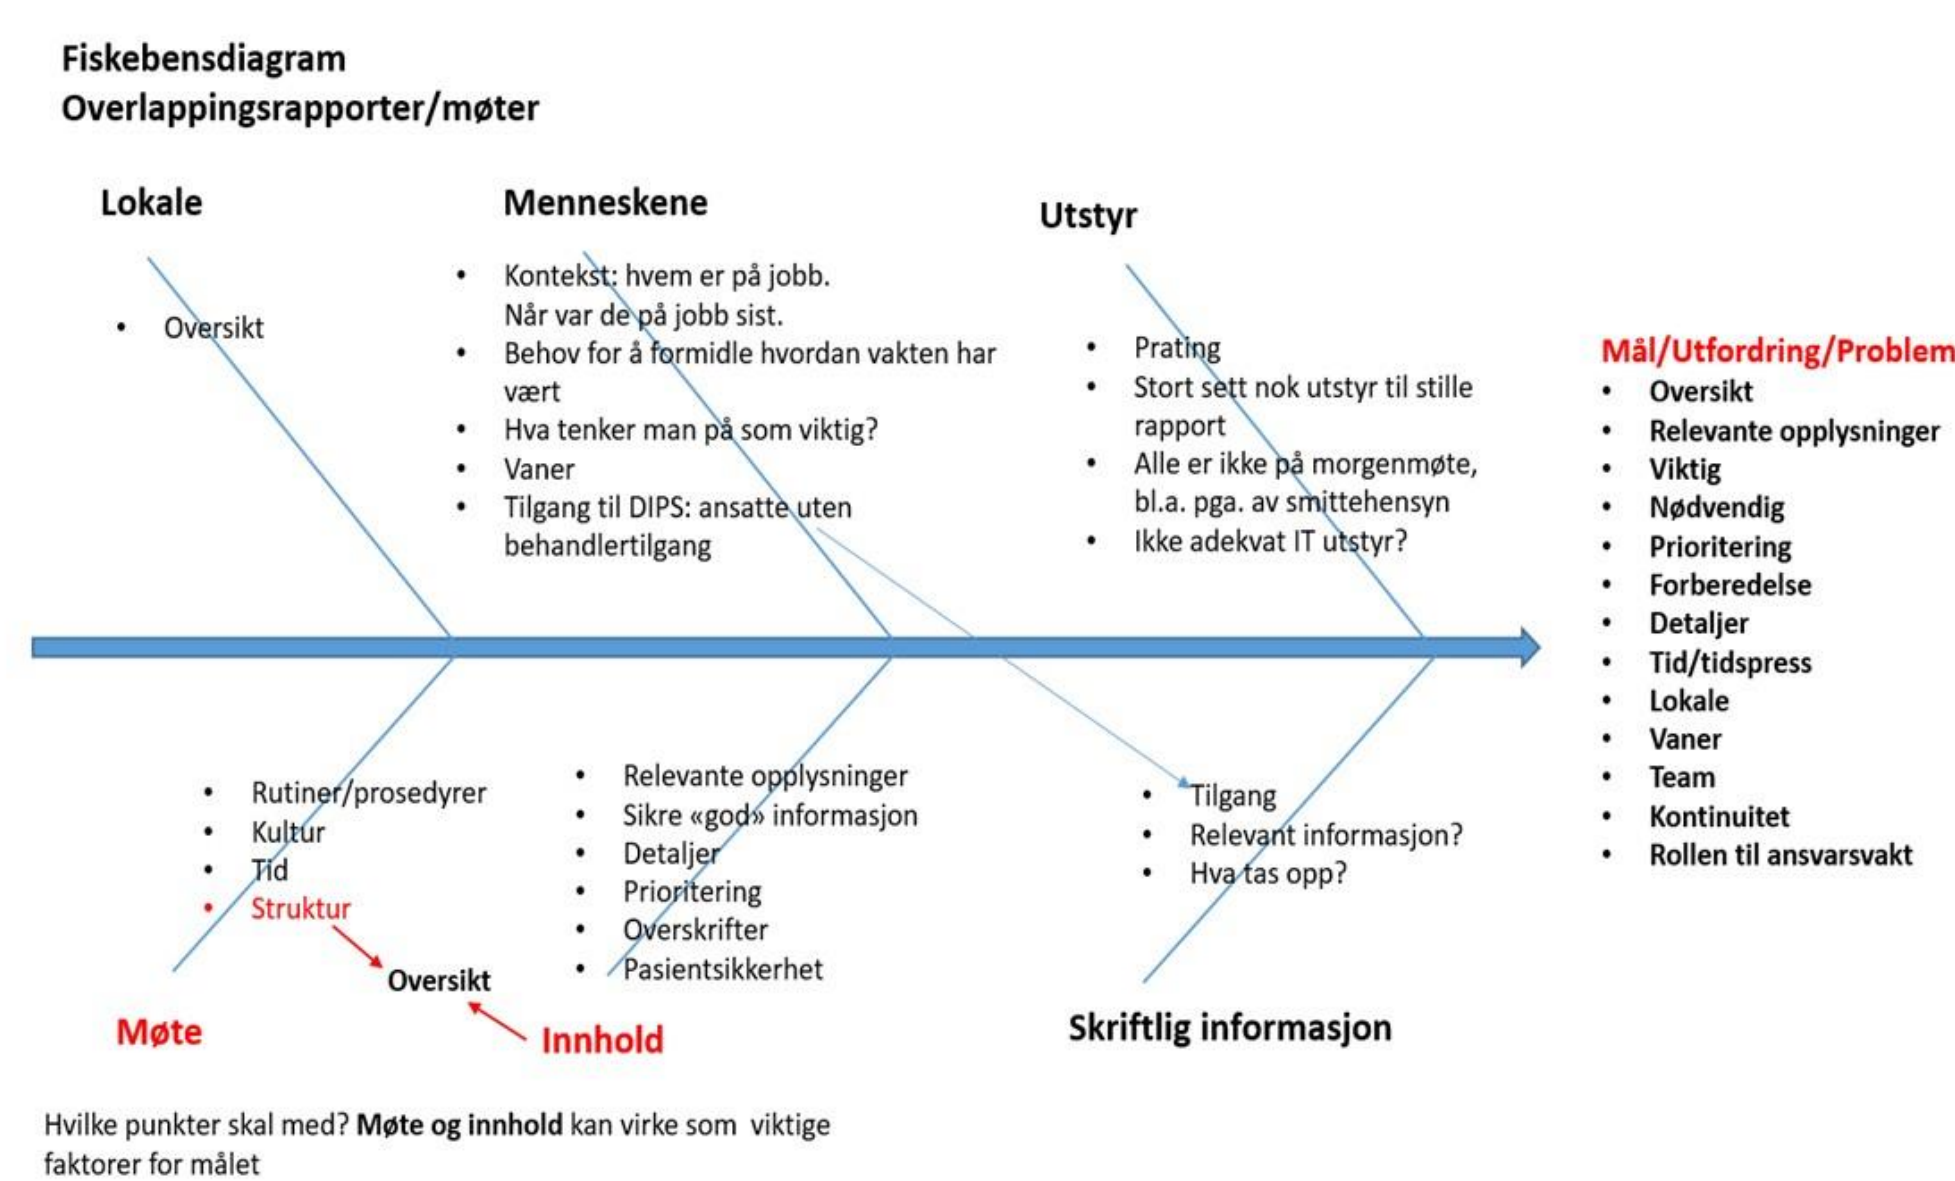 Fiskebensdiagram
Overlappingsrapporter/møter
Lokale
• Oversikt
Menneskene
• Kontekst: hvem er på jobb.
Når var de på jobb sist.
• Behov for å formidle hvordan vakten har
vært
• Hva tenker man på som viktig?
• Vaner
• Tilgang til DIPS: ansatte uten
behandlertilgang
Utstyr
• Prating
• Stort sett nok utstyr til stille
rapport
• Alle er ikke på morgenmøte,
bl.a. pga. av smittehensyn
• Ikke adekvat IT utstyr?
Mål/Utfordring/Problem
• Oversikt
• Relevante opplysninger
• Viktig
• Nødvendig
• Prioritering
• Forberedelse
• Detaljer
• Tid/tidspress
• Lokale
• Vaner
• Team
• Kontinuitet
• Rollen til ansvarsvakt
• Rutiner/prosedyrer
• Kultur
• Tid
• Struktur
Oversikt
Møte
• Relevante opplysninger
• Sikre «god» informasjon
• Detaljer
• Prioritering
• Overskrifter
• Pasientsikkerhet
Innhold
• Tilgang
• Relevant informasjon?
• Hva tas opp?
Skriftlig informasjon
Hvilke punkter skal med? Møte og innhold kan virke som viktige
faktorer for målet